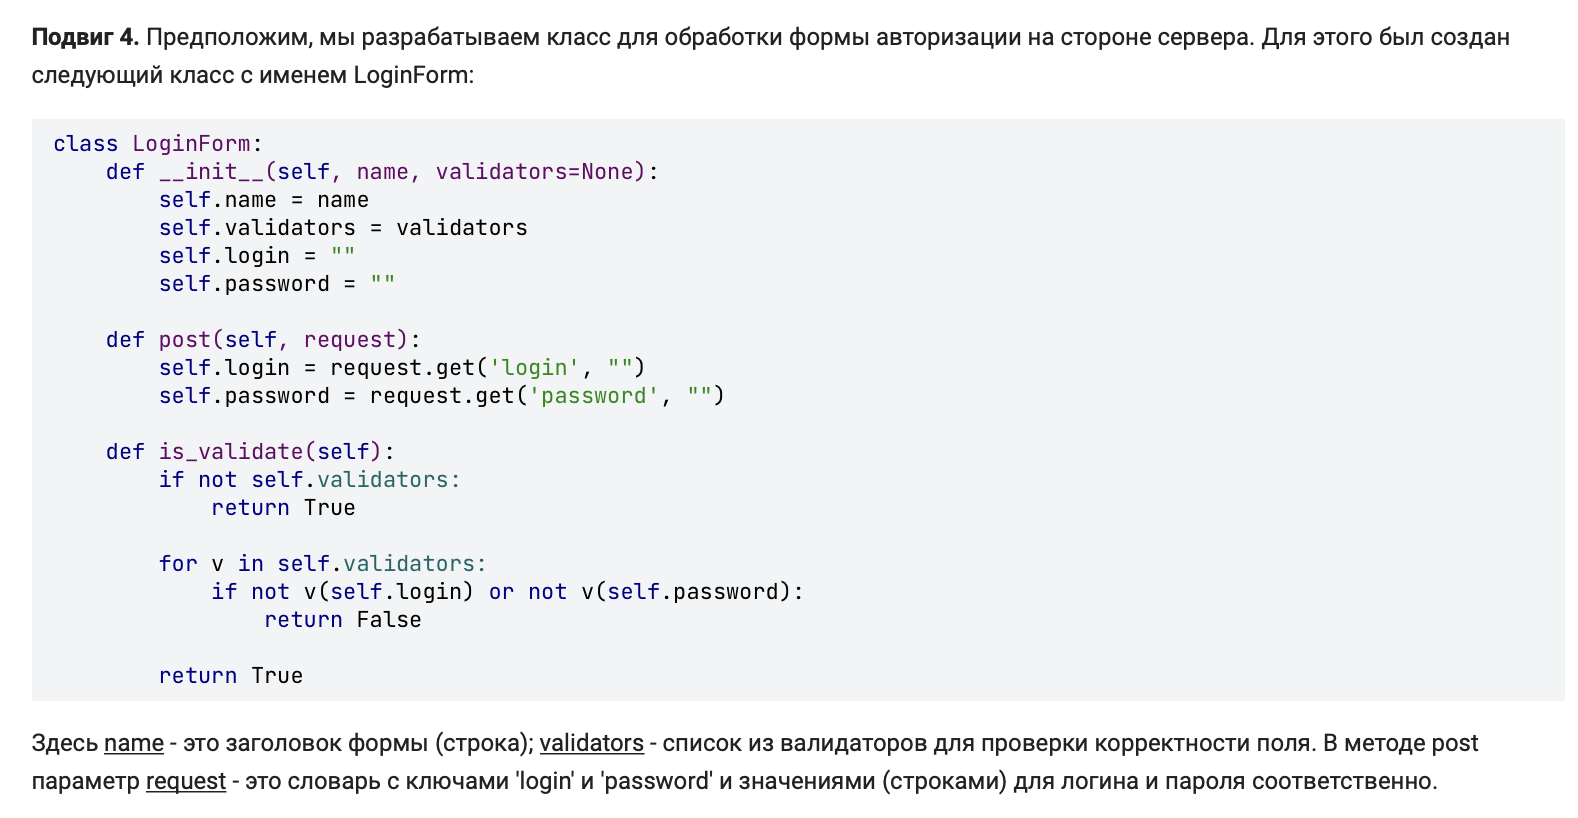 Подвиг 4. Предположим, мы разрабатываем класс для обработки формы авторизации на стороне сервера. Для этого был создан
следующий класс с именем LoginForm:
class LoginForm:
    def __init__(self, name, validators=None):
        self.name = name
        self.validators = validators
        self.login = ""
        self.password = ""

    def post(self, request):
        self.login = request.get('login', "")
        self.password = request.get('password', "")

    def is_validate(self):
        if not self.validators:
            return True

        for v in self.validators:
            if not v(self.login) or not v(self.password):
                return False

        return True
Здесь name - это заголовок формы (строка); validators - список из валидаторов для проверки корректности поля. В методе post
параметр request - это словарь с ключами 'login' и 'password' и значениями (строками) для логина и пароля соответственно.